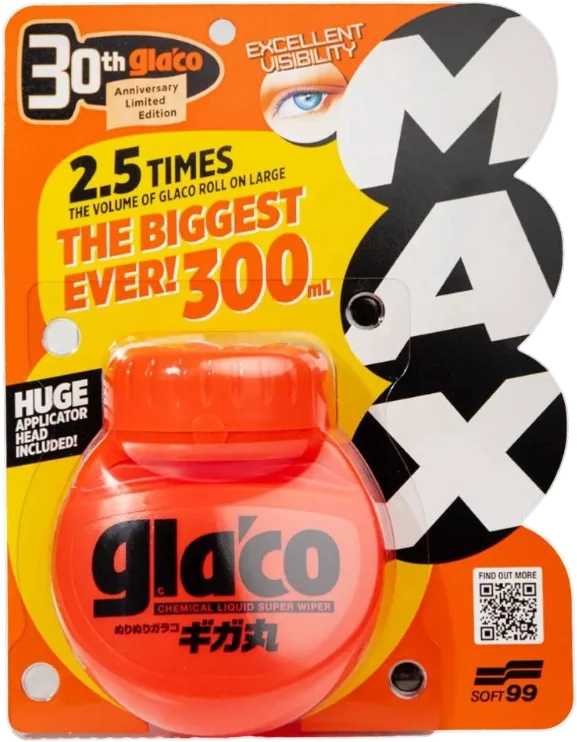 30th glaco
Anniversary
Limited
Edition
EXCELLENT
VISIBILITY
MAX
2.5 TIMES
THE VOLUME OF GLACO ROLL ON LARGE
THE BIGGEST
EVER! 300mL
HUGE
APPLICATOR
HEAD
INCLUDED!
gla'co
C
CHEMICAL LIQUID SUPER WIPER
ぬりぬりガラコ ギガ丸
FIND OUT MORE
SOFT99